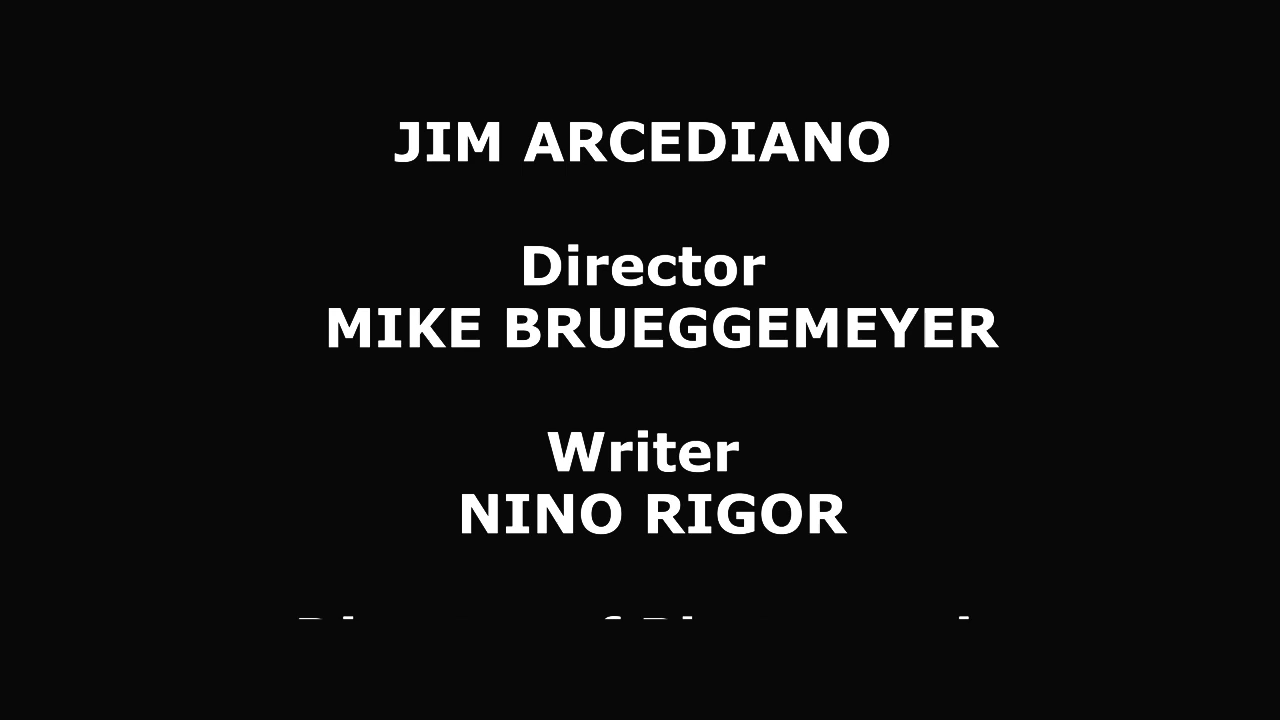 JIM ARCEDIANO
Director
MIKE BRUEGGEMEYER
Writer
NINO RIGOR